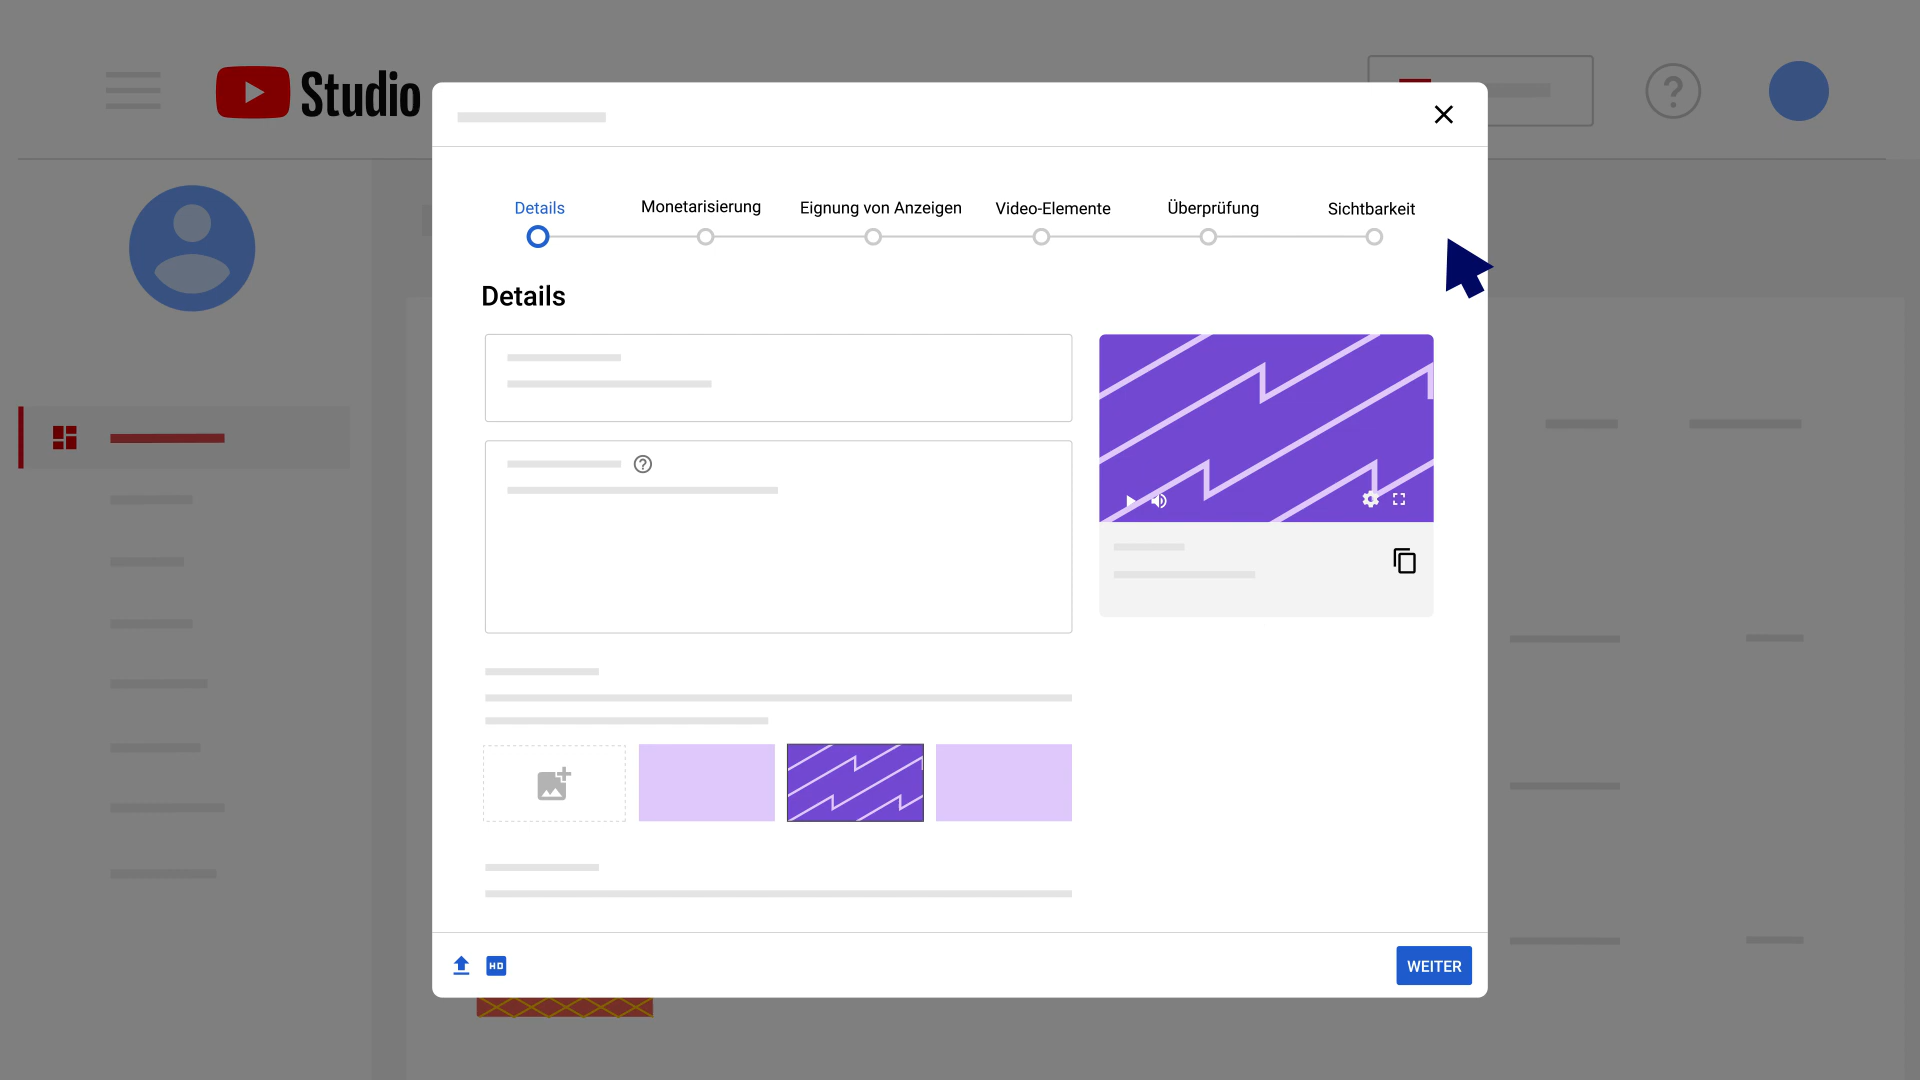 Studio
Details
Monetarisierung
Eignung von Anzeigen
Video-Elemente
Überprüfung
Sichtbarkeit
Details
HD
WEITER